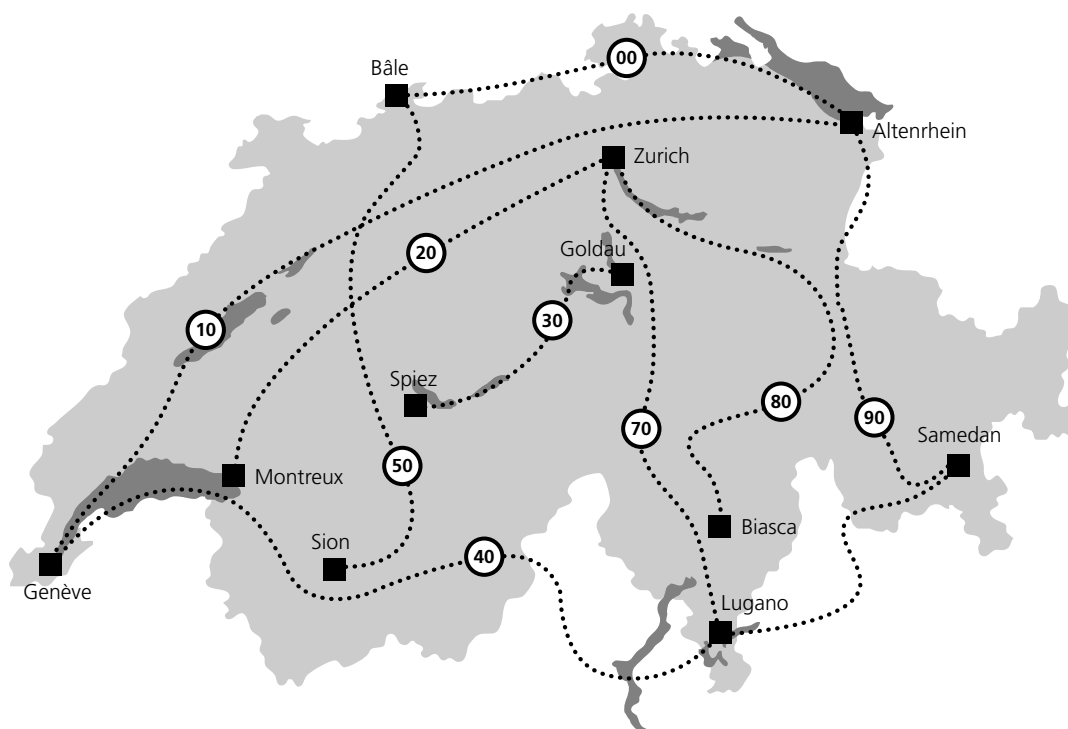 00
Bâle
Altenrhein
Zurich
20
Goldau
10
30
Spiez
80
70
90
Samedan
50
Montreux
Biasca
Sion
40
Genève
Lugano